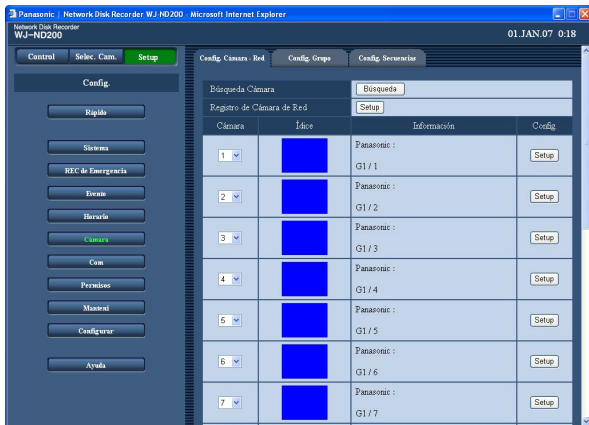 Panasonic | Network Disk Recorder WJ-ND200 - Microsoft Internet Explorer
Network Disk Recorder
WJ-ND200
01.JAN.07 0:18
Control Selec. Cam. Setup
Config. Cámara - Red Config. Grupo Config. Secuencias
Config.
Rápido
Sistema
REC de Emergencia
Evento
Horario
Cámara
Com
Permisos
Manteni
Configurar
Ayuda
Búsqueda Cámara Búsqueda
Registro de Cámara de Red Setup
Cámara Ídice Información Config
1 Panasonic : Setup
G1 / 1
2 Panasonic : Setup
G1 / 2
3 Panasonic : Setup
G1 / 3
4 Panasonic : Setup
G1 / 4
5 Panasonic : Setup
G1 / 5
6 Panasonic : Setup
G1 / 6
7 Panasonic : Setup
G1 / 7